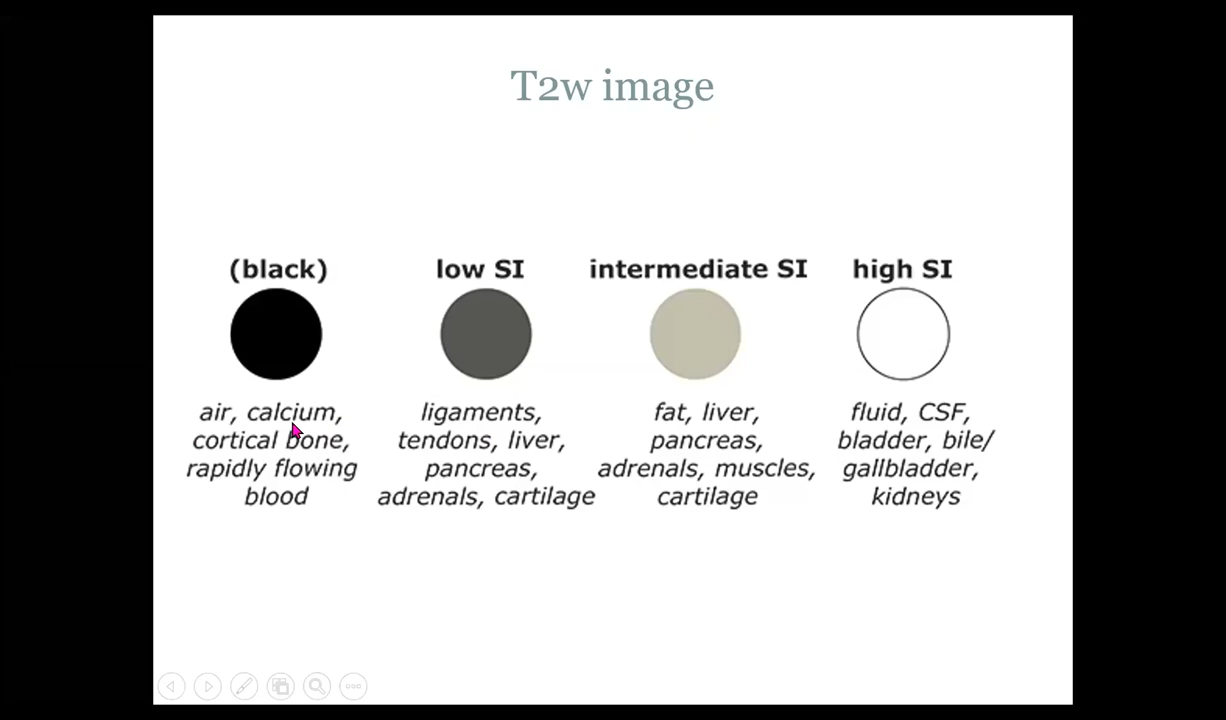 T2w image
(black)
air, calcium,
cortical bone,
rapidly flowing
blood
low SI
ligaments,
tendons, liver,
pancreas,
adrenals, cartilage
intermediate SI
fat, liver,
pancreas,
adrenals, muscles,
cartilage
high SI
fluid, CSF,
bladder, bile/
gallbladder,
kidneys